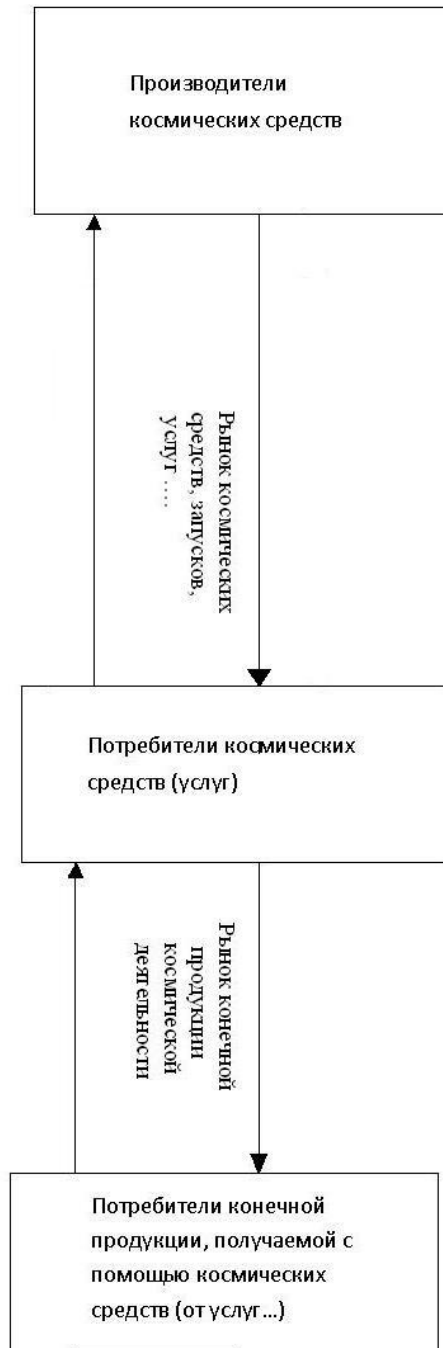 Производители
космических средств
Рынок космических
средств, запусков,
услуг ....
Потребители космических
средств (услуг)
Рынок конечной
продукции
космической
деятельности
Потребители конечной
продукции, получаемой с
помощью космических
средств (от услуг...)